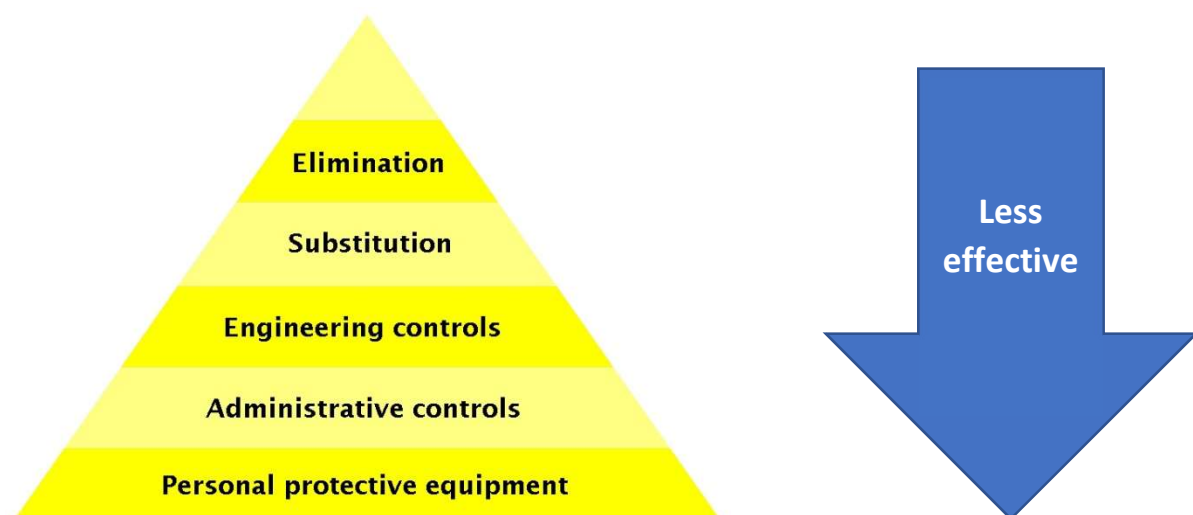 Elimination
Substitution
Engineering controls
Administrative controls
Personal protective equipment
Less
effective